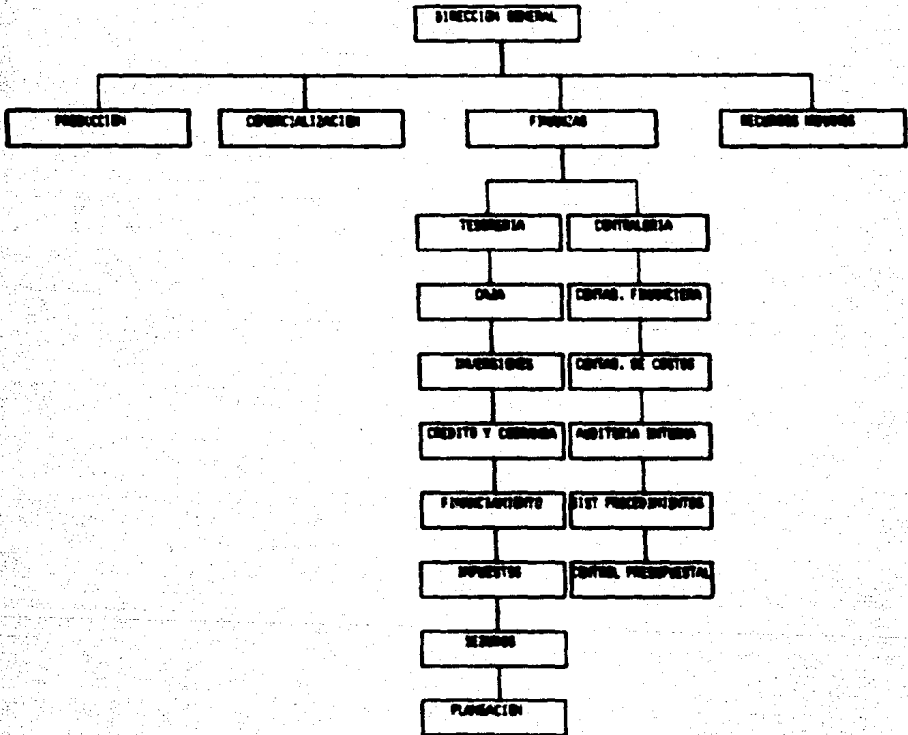 DIRECCION GENERAL
PRODUCCION
COMERCIALIZACION
FINANZAS
RECURSOS HUMANOS
TESORERIA
CONTRALORIA
CAJA
CONTAB. FINANCIERA
INVERSIONES
CONTAB. DE COSTOS
CREDITO Y COBRANZA
AUDITORIA INTERNA
FINANCIAMIENTO
SIST PROCEDIMIENTOS
IMPUESTOS
CONTROL PRESUPUESTAL
SEGUROS
PLANEACION